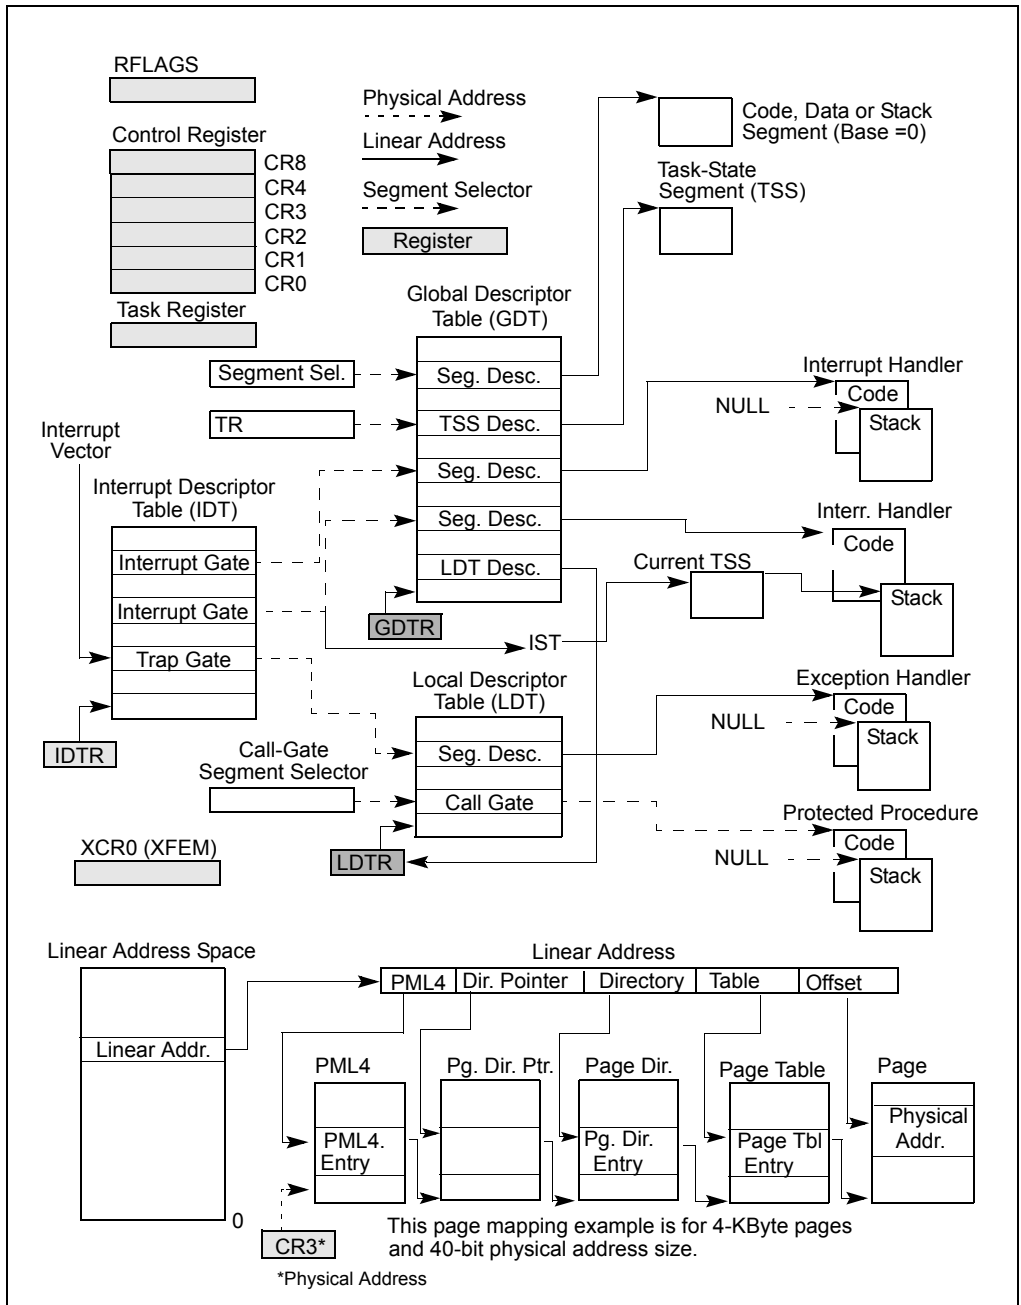 RFLAGS
Physical Address
Code, Data or Stack
Segment (Base =0)
Control Register
Linear Address
CR8
CR4
CR3
CR2
CR1
CR0
Task-State
Segment (TSS)
Segment Selector
Register
Task Register
Global Descriptor
Table (GDT)
Segment Sel.
Seg. Desc.
Interrupt Handler
Code
NULL
Stack
TR
TSS Desc.
Interrupt
Vector
Seg. Desc.
Interrupt Descriptor
Table (IDT)
Seg. Desc.
Interr. Handler
Code
Interrupt Gate
LDT Desc.
Current TSS
Stack
Interrupt Gate
GDTR
IST
Trap Gate
Local Descriptor
Table (LDT)
Exception Handler
Code
NULL
Stack
IDTR
Call-Gate
Segment Selector
Seg. Desc.
Call Gate
Protected Procedure
Code
NULL
Stack
XCR0 (XFEM)
LDTR
Linear Address Space
Linear Address
PML4
Dir. Pointer
Directory
Table
Offset
Linear Addr.
PML4
Pg. Dir. Ptr.
Page Dir.
Page Table
Page
Physical
Addr.
PML4.
Entry
Pg. Dir.
Entry
Page Tbl
Entry
0
CR3*
This page mapping example is for 4-KByte pages
and 40-bit physical address size.
*Physical Address